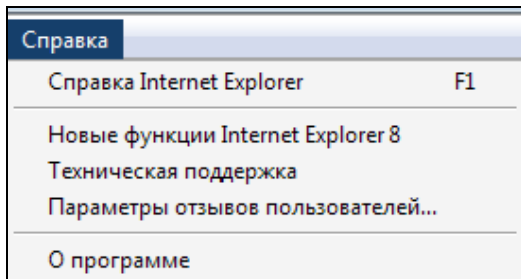 Справка
Справка Internet Explorer F1
Новые функции Internet Explorer 8
Техническая поддержка
Параметры отзывов пользователей...
О программе